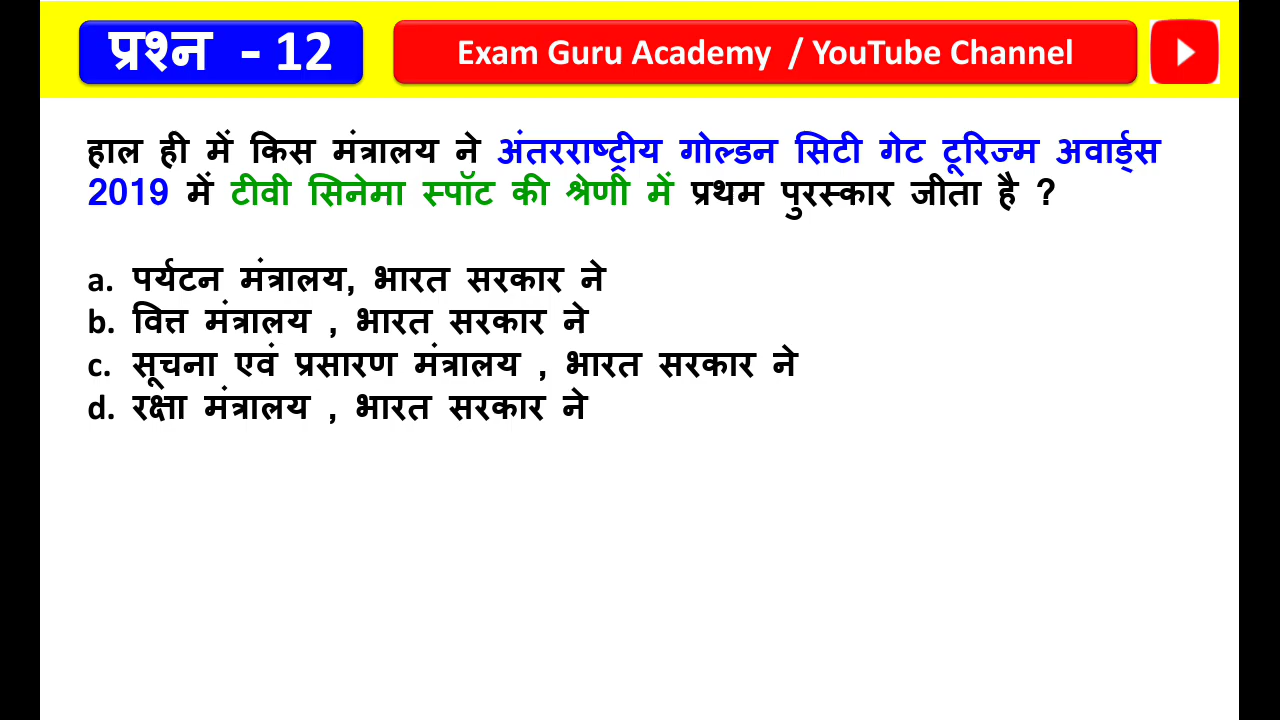 प्रश्न - 12
Exam Guru Academy / YouTube Channel
हाल ही में किस मंत्रालय ने अंतरराष्ट्रीय गोल्डन सिटी गेट टूरिज्म अवार्ड्स
2019 में टीवी सिनेमा स्पॉट की श्रेणी में प्रथम पुरस्कार जीता है ?
a. पर्यटन मंत्रालय, भारत सरकार ने
b. वित्त मंत्रालय , भारत सरकार ने
c. सूचना एवं प्रसारण मंत्रालय , भारत सरकार ने
d. रक्षा मंत्रालय , भारत सरकार ने